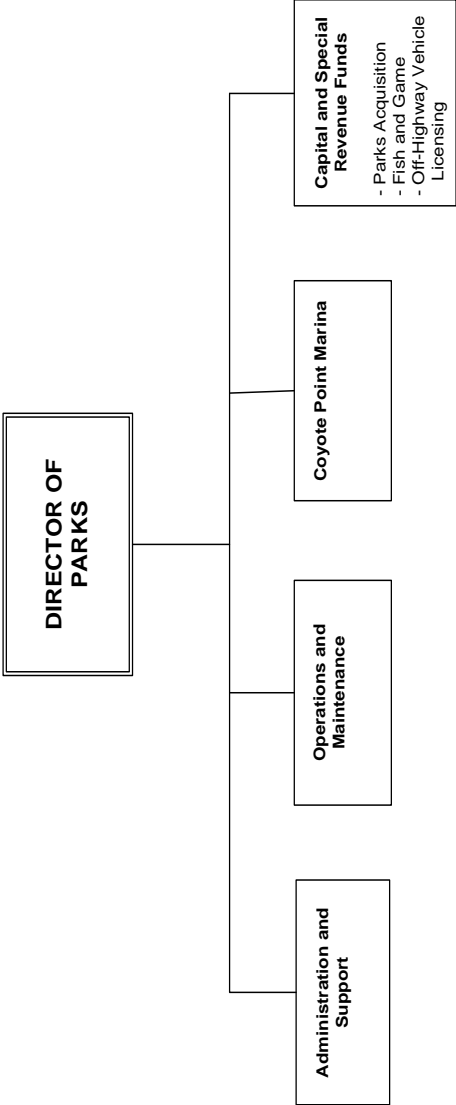 DIRECTOR OF
PARKS
Administration and
Support
Operations and
Maintenance
Coyote Point Marina
Capital and Special
Revenue Funds
- Parks Acquisition
- Fish and Game
- Off-Highway Vehicle
Licensing